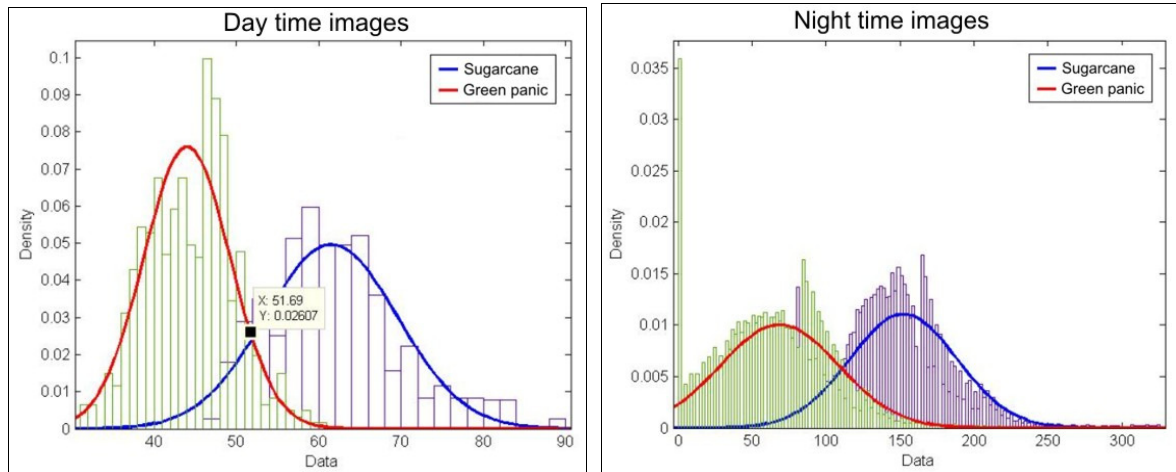 Day time images
0.1
0.09
0.08
0.07
0.06
0.05
0.04
0.03
0.02
0.01
0
Density
Sugarcane
Green panic
X: 51.69
Y: 0.02607
40
50
60
70
80
90
Data
Night time images
0.035
0.03
0.025
0.02
0.015
0.01
0.005
0
Density
Sugarcane
Green panic
0
50
100
150
200
250
300
Data